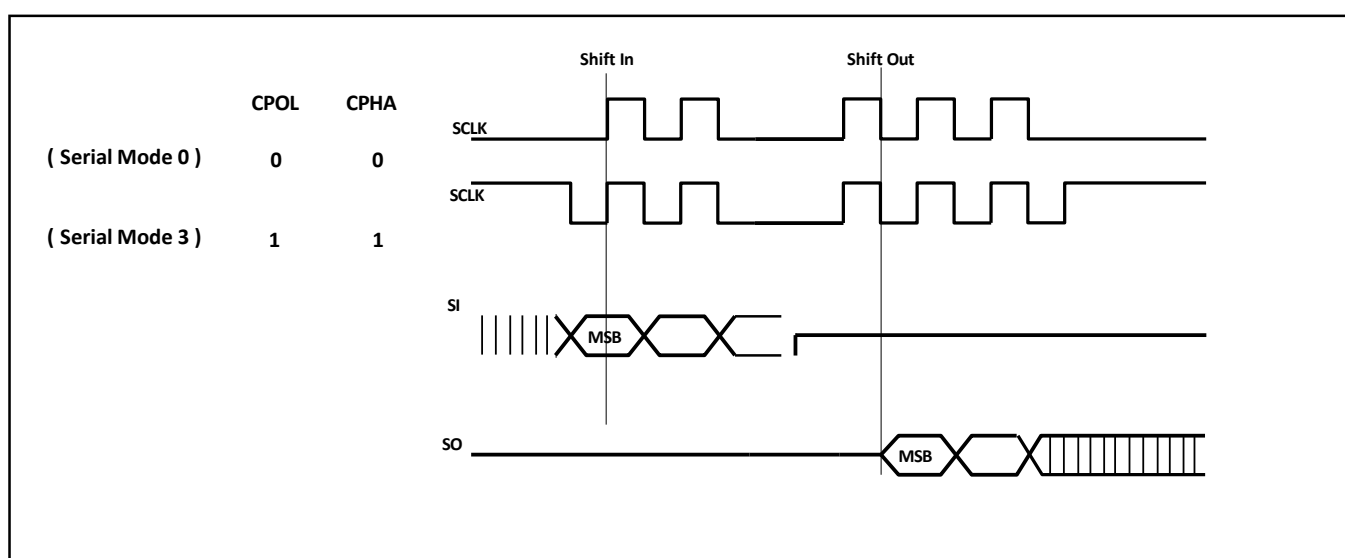 Shift In Shift Out
CPOL CPHA
SCLK
( Serial Mode 0 ) 0 0
SCLK
( Serial Mode 3 ) 1 1
SI
MSB
SO
MSB